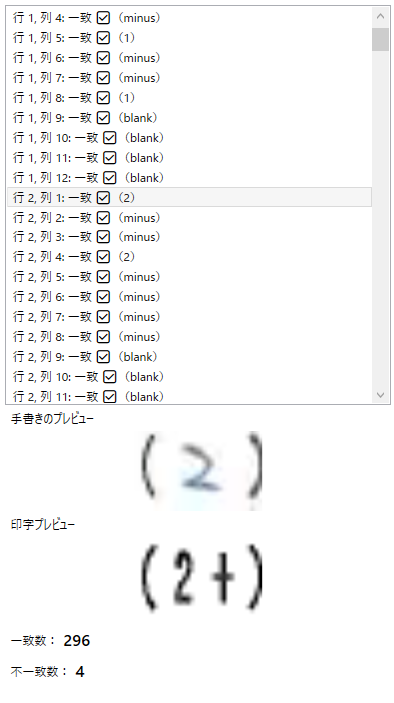 行 1, 列 4: 一致 ☑ （minus）
行 1, 列 5: 一致 ☑ （1）
行 1, 列 6: 一致 ☑ （minus）
行 1, 列 7: 一致 ☑ （minus）
行 1, 列 8: 一致 ☑ （1）
行 1, 列 9: 一致 ☑ （blank）
行 1, 列 10: 一致 ☑ （blank）
行 1, 列 11: 一致 ☑ （blank）
行 1, 列 12: 一致 ☑ （blank）
行 2, 列 1: 一致 ☑ （2）
行 2, 列 2: 一致 ☑ （minus）
行 2, 列 3: 一致 ☑ （minus）
行 2, 列 4: 一致 ☑ （2）
行 2, 列 5: 一致 ☑ （minus）
行 2, 列 6: 一致 ☑ （minus）
行 2, 列 7: 一致 ☑ （minus）
行 2, 列 8: 一致 ☑ （minus）
行 2, 列 9: 一致 ☑ （blank）
行 2, 列 10: 一致 ☑ （blank）
行 2, 列 11: 一致 ☑ （blank）
手書きのプレビュー
( 2 )
印字プレビュー
( 2 + )
一致数： 296
不一致数： 4